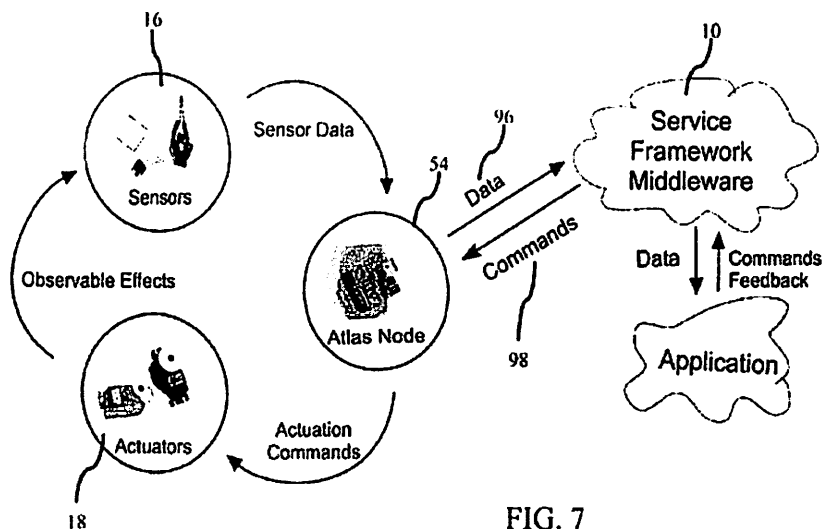 16
10
Sensor Data
96
Service
Framework
Middleware
54
Data
Sensors
Commands
Observable Effects
Data
Commands
Feedback
Atlas Node
98
Application
Actuators
Actuation
Commands
18
FIG. 7